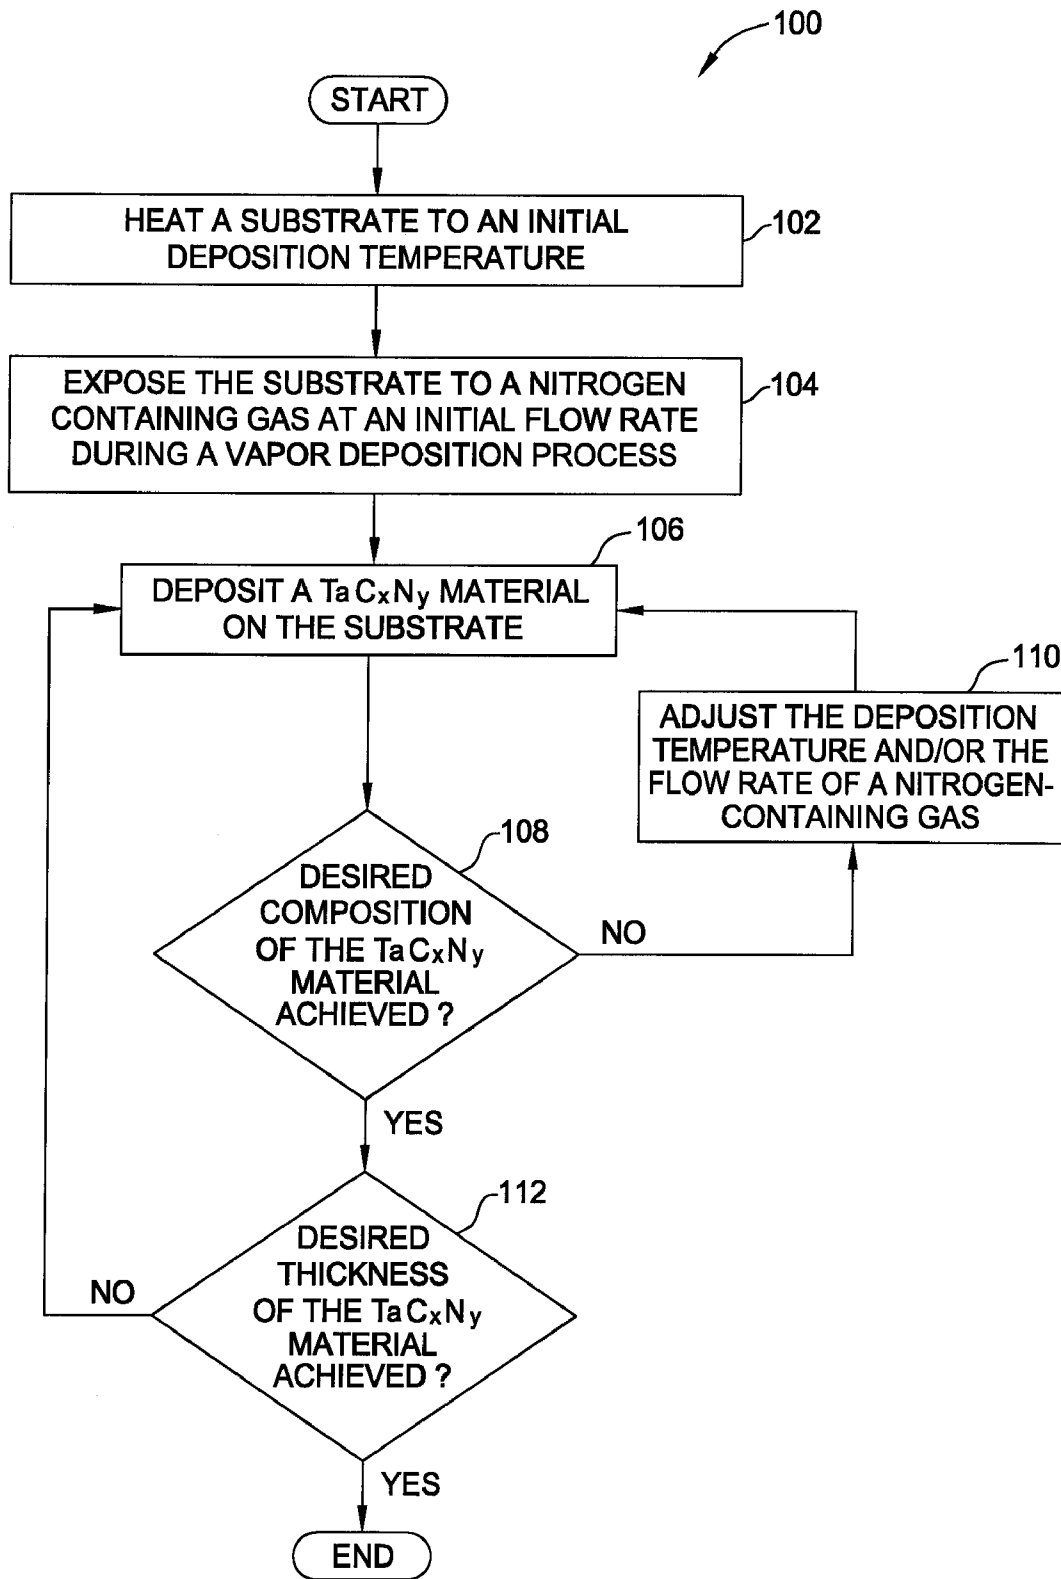 100
START
HEAT A SUBSTRATE TO AN INITIAL
DEPOSITION TEMPERATURE
102
EXPOSE THE SUBSTRATE TO A NITROGEN
CONTAINING GAS AT AN INITIAL FLOW RATE
DURING A VAPOR DEPOSITION PROCESS
104
106
DEPOSIT A TaCxNy MATERIAL
ON THE SUBSTRATE
110
ADJUST THE DEPOSITION
TEMPERATURE AND/OR THE
FLOW RATE OF A NITROGEN-
CONTAINING GAS
108
DESIRED
COMPOSITION
OF THE TaCxNy
MATERIAL
ACHIEVED ?
NO
YES
112
DESIRED
THICKNESS
OF THE TaCxNy
MATERIAL
ACHIEVED ?
NO
YES
END